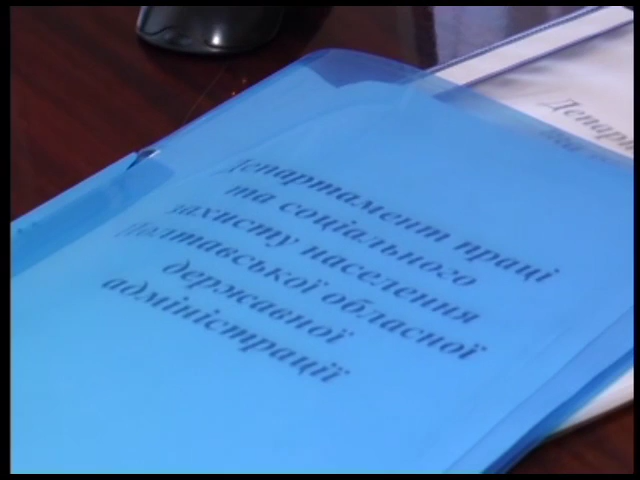 Департамент праці
та соціального
захисту населення
Полтавської обласної
державної
адміністрації